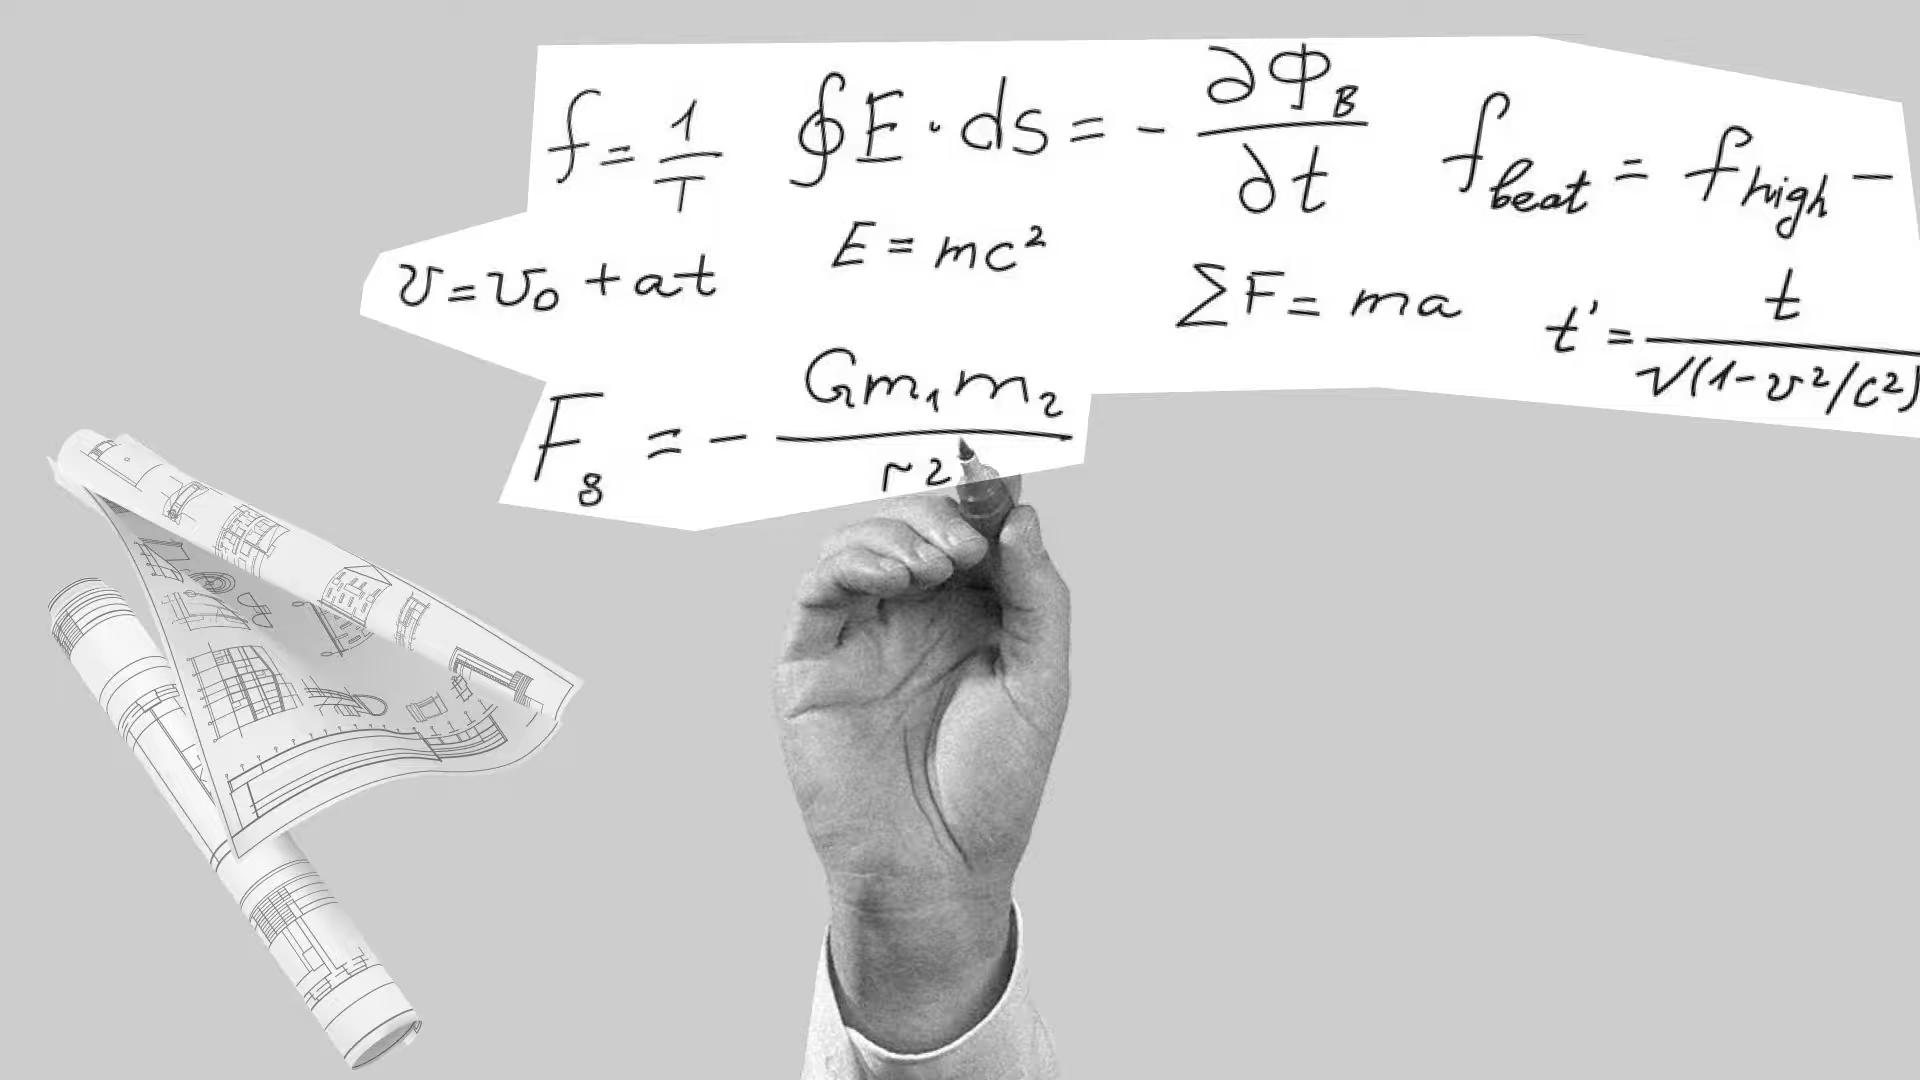 f = 1/T
∮E · ds = - ∂Φ_B/∂t
f_beat = f_high -
v = v₀ + at
E = mc²
ΣF = ma
t' = t/√(1-v²/c²)
F_g = - Gm₁m₂/r²